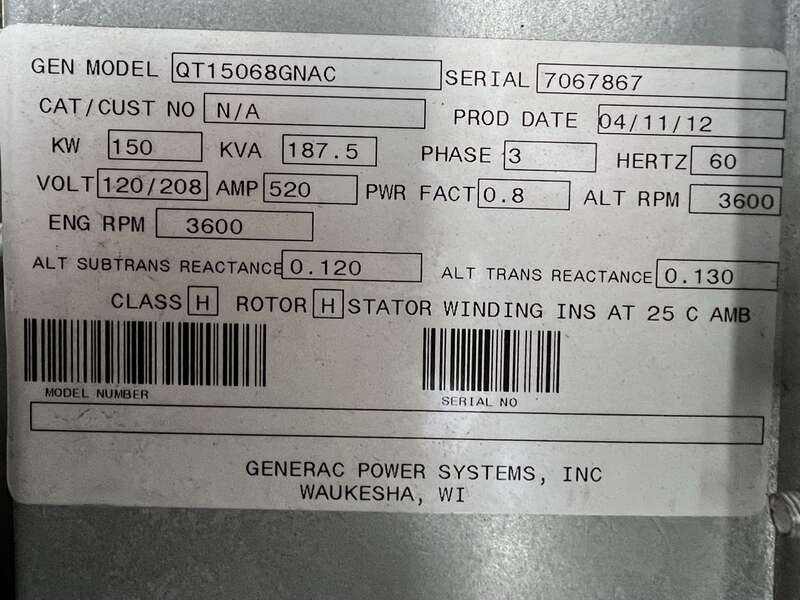 GEN MODEL QT15068GNAC SERIAL 7067867
CAT/CUST NO N/A PROD DATE 04/11/12
KW 150 KVA 187.5 PHASE 3 HERTZ 60
VOLT 120/208 AMP 520 PWR FACT 0.8 ALT RPM 3600
ENG RPM 3600
ALT SUBTRANS REACTANCE 0.120 ALT TRANS REACTANCE 0.130
CLASS H ROTOR H STATOR WINDING INS AT 25 C AMB
MODEL NUMBER SERIAL NO
GENERAC POWER SYSTEMS, INC
WAUKESHA, WI